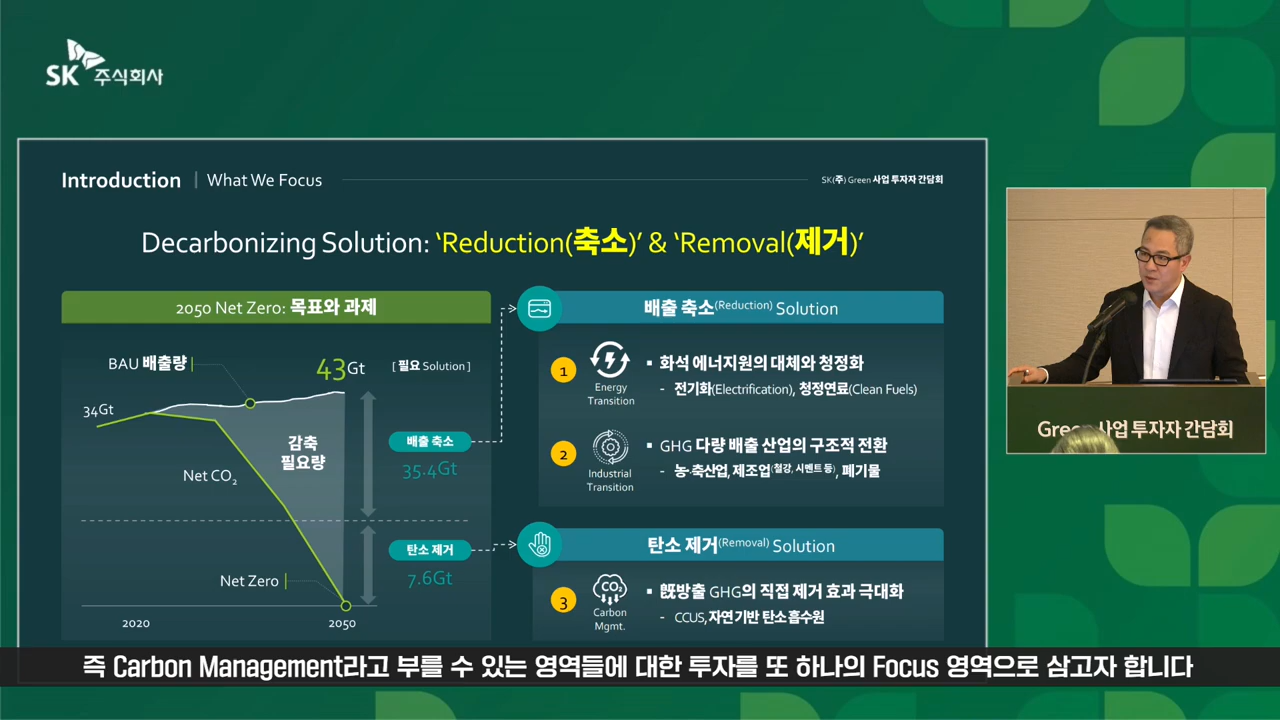 SK 주식회사
Introduction | What We Focus
SK(주) Green 사업 투자자 간담회
Decarbonizing Solution: ‘Reduction(축소)’ & ‘Removal(제거)’
2050 Net Zero: 목표와 과제
BAU 배출량
43Gt
[ 필요 Solution ]
34Gt
감축
필요량
배출 축소
35.4Gt
Net CO2
탄소 제거
7.6Gt
Net Zero
2020
2050
배출 축소(Reduction) Solution
1
Energy
Transition
▪ 화석 에너지원의 대체와 청정화
- 전기화(Electrification), 청정연료(Clean Fuels)
2
Industrial
Transition
▪ GHG 다량 배출 산업의 구조적 전환
- 농·축산업, 제조업(철강, 시멘트 등), 폐기물
탄소 제거(Removal) Solution
3
CO2
Carbon
Mgmt.
▪ 旣방출 GHG의 직접 제거 효과 극대화
- CCUS, 자연기반 탄소 흡수원
Green 사업 투자자 간담회
즉 Carbon Management라고 부를 수 있는 영역들에 대한 투자를 또 하나의 Focus 영역으로 삼고자 합니다